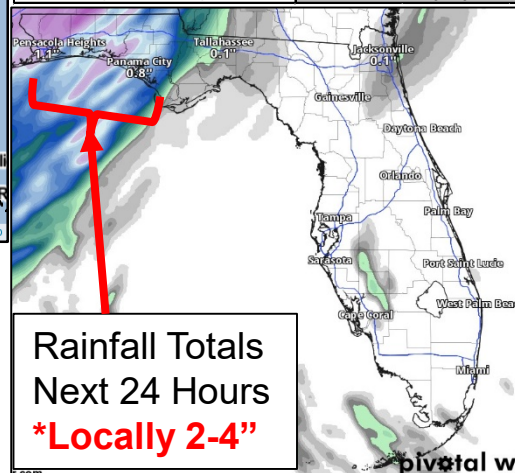 Pensacola Heights
1.1"
Panama City
0.8"
Tallahassee
0.1"
Jacksonville
0.1"
Gainesville
Daytona Beach
Orlando
Tampa
Palm Bay
Sarasota
Port Saint Lucie
Cape Coral
West Palm Bea
Miami
Rainfall Totals
Next 24 Hours
*Locally 2-4”
pivotal w
r.com